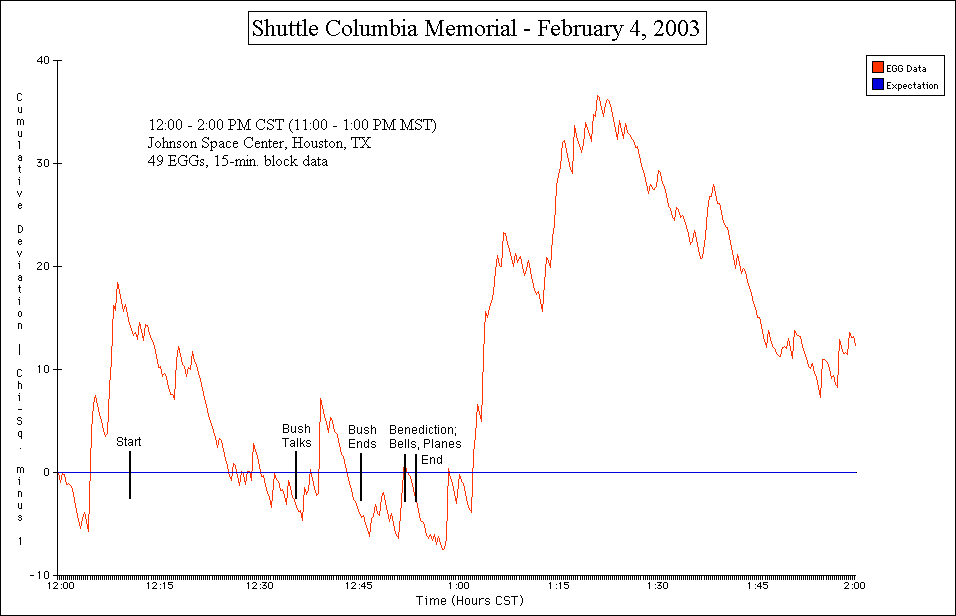 Shuttle Columbia Memorial - February 4, 2003
EGG Data
Expectation
12:00 - 2:00 PM CST (11:00 - 1:00 PM MST)
Johnson Space Center, Houston, TX
49 EGGs, 15-min. block data
Cumulative Deviation | Chi-Sq. minus 1
40
30
20
10
0
-10
Start
Bush
Talks
Bush
Ends
Benediction;
Bells, Planes
End
12:00 12:15 12:30 12:45 1:00 1:15 1:30 1:45 2:00
Time (Hours CST)